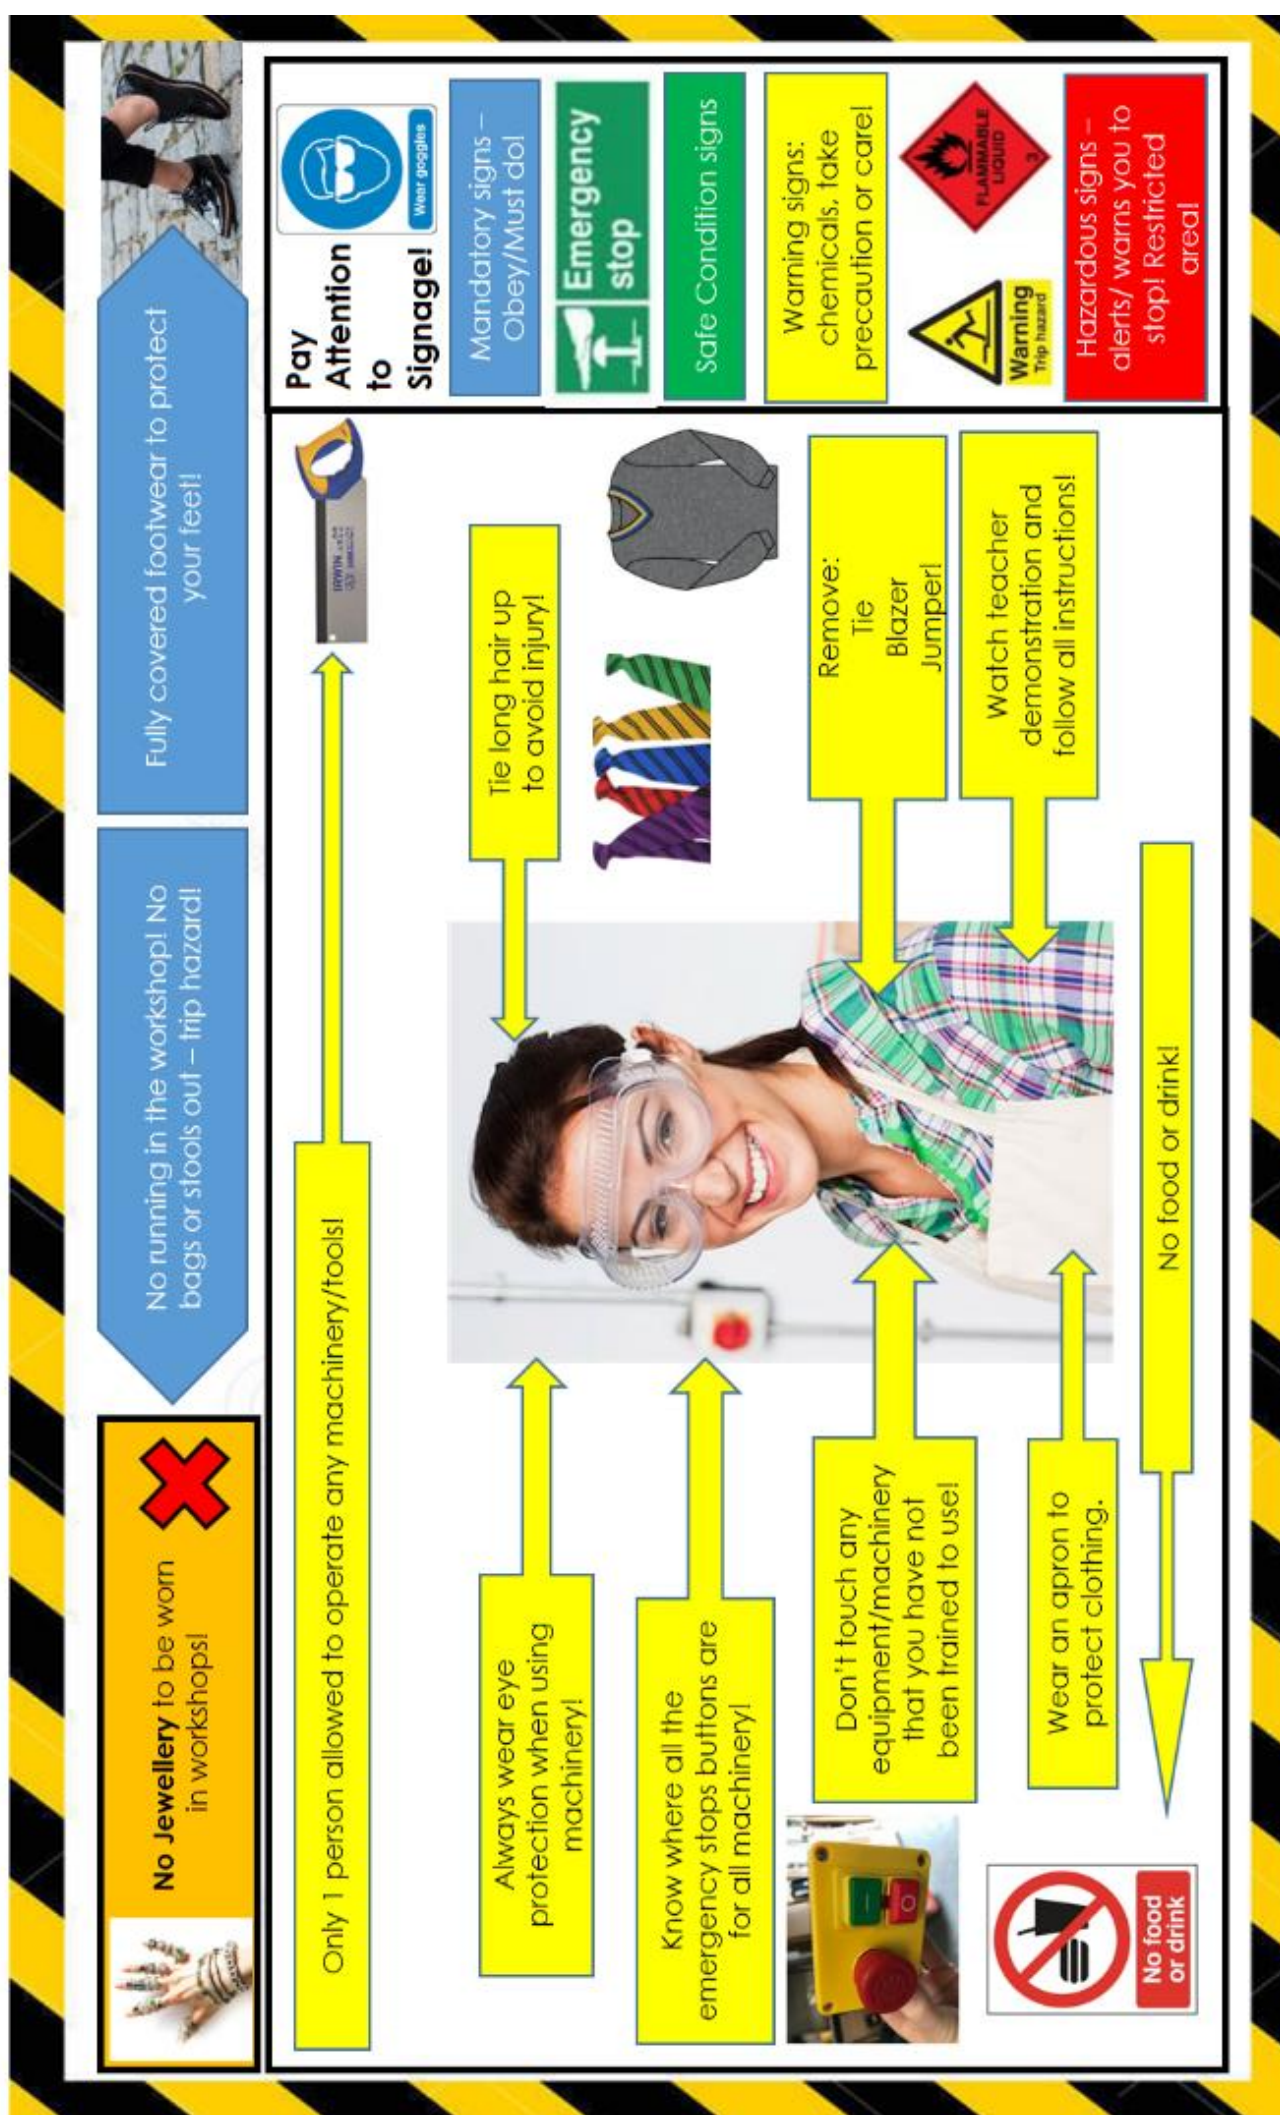 No Jewellery to be worn
in workshops!
No running in the workshop! No
bags or stools out – trip hazard!
Fully covered footwear to protect
your feet!
Only 1 person allowed to operate any machinery/tools!
IRWIN
Always wear eye
protection when using
machinery!
Know where all the
emergency stops buttons are
for all machinery!
Don't touch any
equipment/machinery
that you have not
been trained to use!
Wear an apron to
protect clothing.
No food
or drink
Tie long hair up
to avoid injury!
Remove:
Tie
Blazer
Jumper!
Watch teacher
demonstration and
follow all instructions!
No food or drink!
Pay
Attention
to
Signage!
Wear goggles
Mandatory signs –
Obey/Must do!
Emergency
stop
Safe Condition signs
Warning signs:
chemicals, take
precaution or care!
Warning
Trip hazard
FLAMMABLE
LIQUID
3
Hazardous signs –
alerts/ warns you to
stop! Restricted
area!